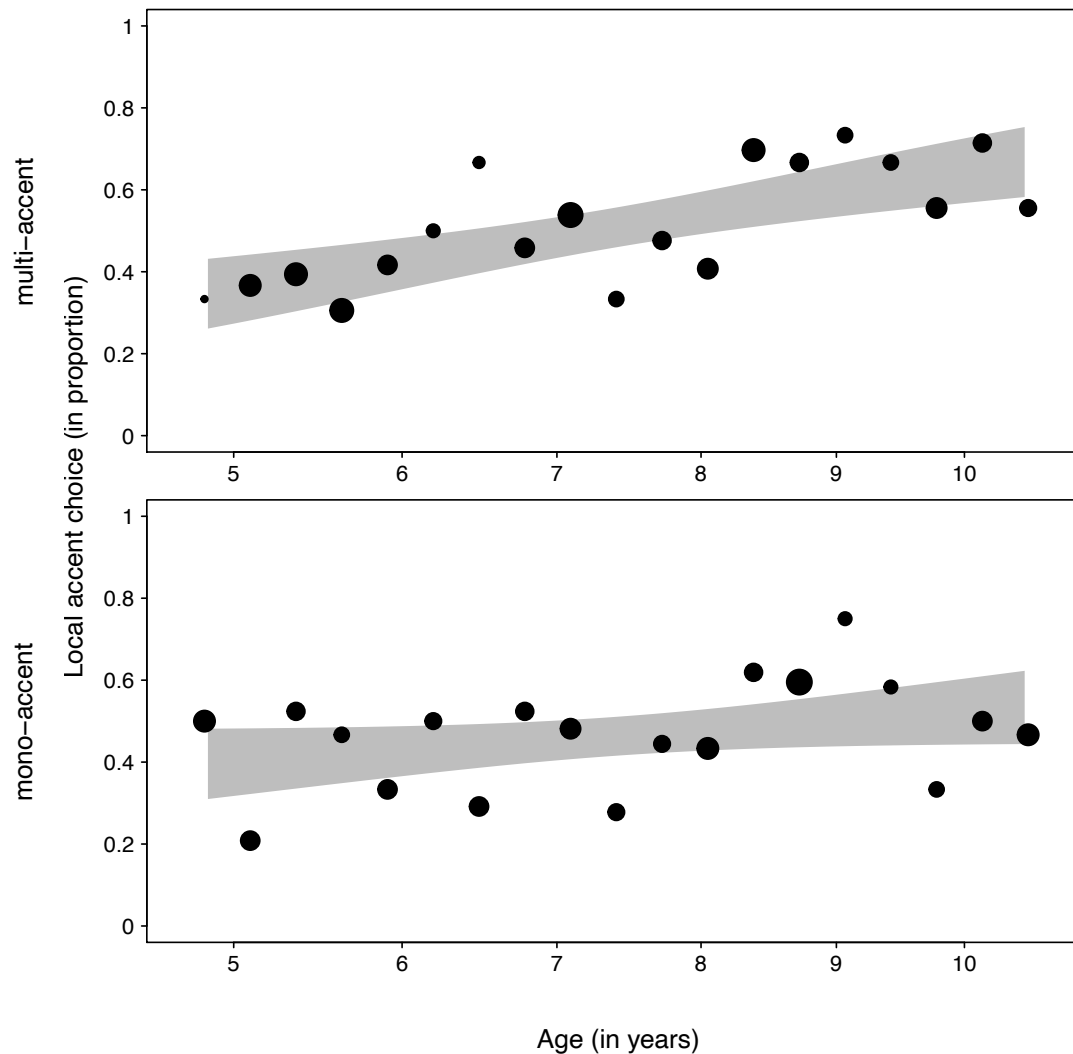 multi−accent
mono−accent
Local accent choice (in proportion)
1
0.8
0.6
0.4
0.2
0
5 6 7 8 9 10
1
0.8
0.6
0.4
0.2
0
5 6 7 8 9 10
Age (in years)